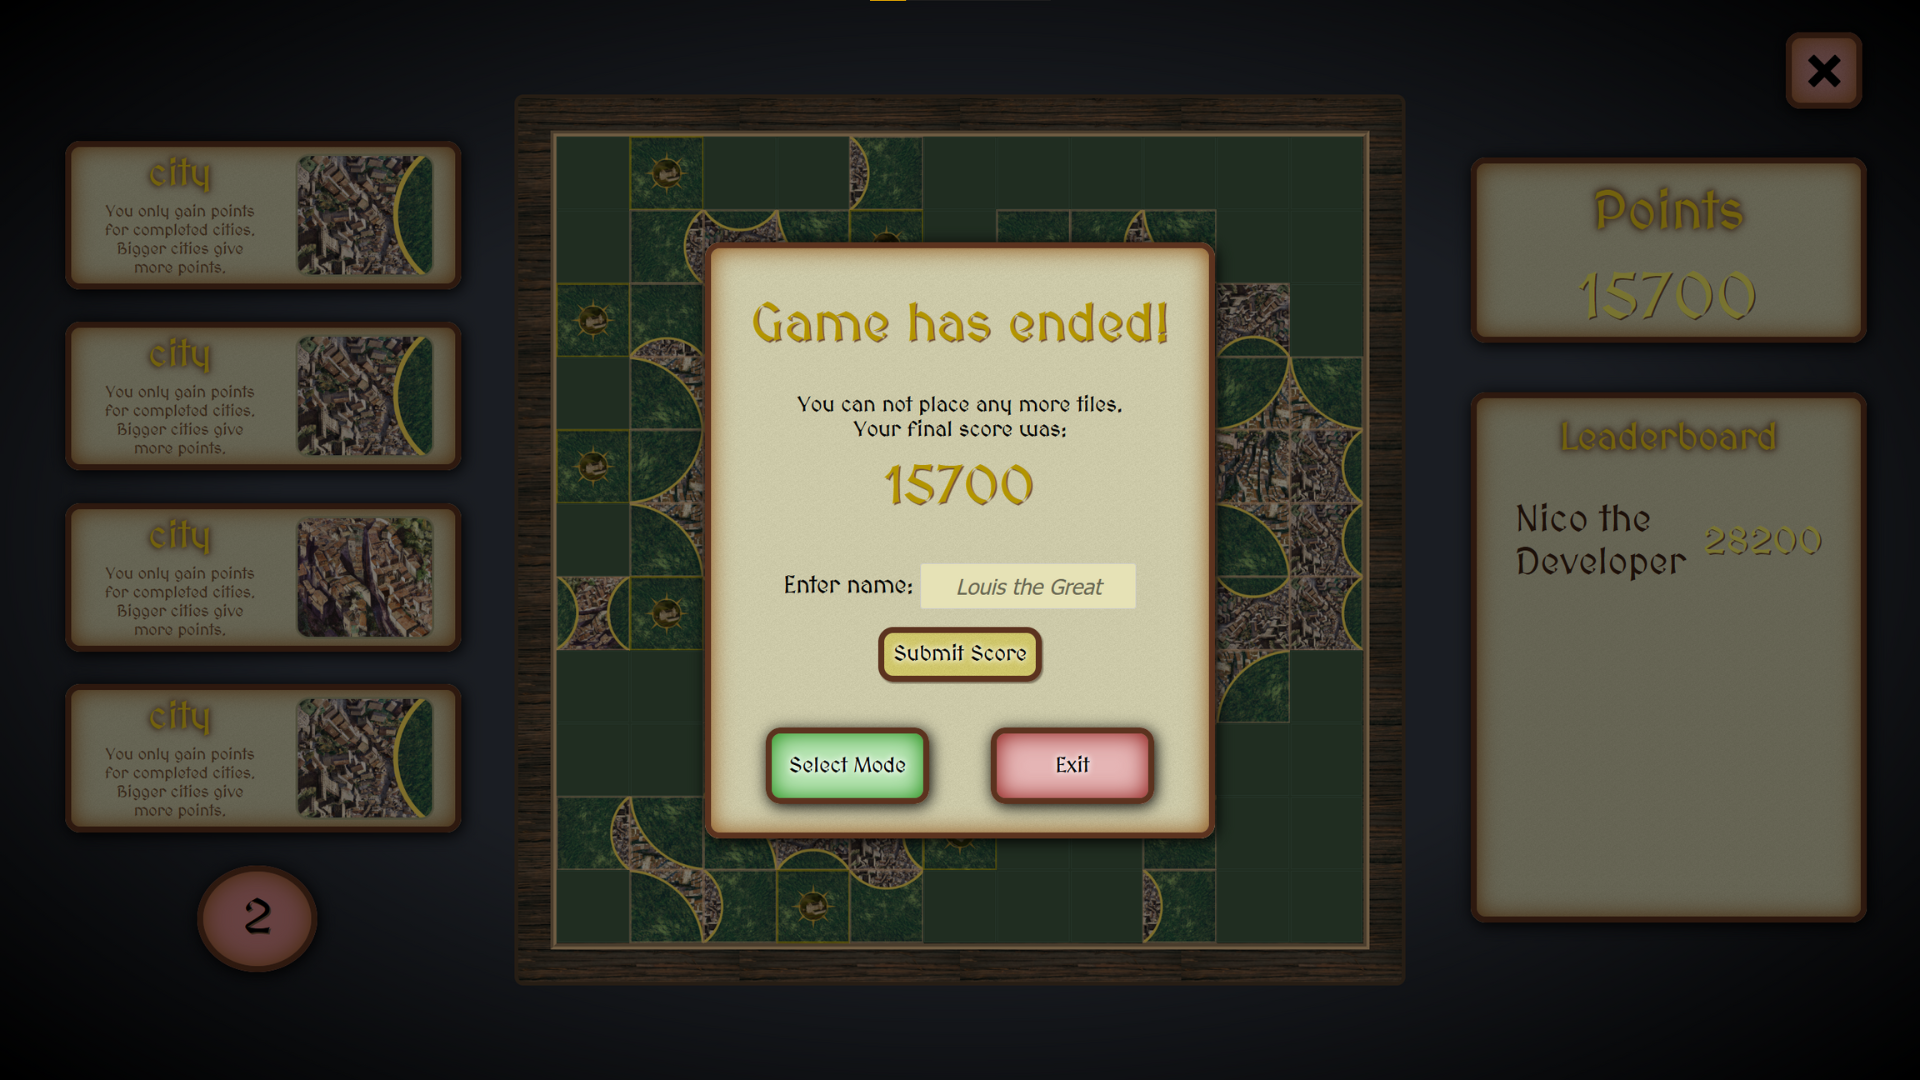 city
You only gain points
for completed cities.
Bigger cities give
more points.
city
You only gain points
for completed cities.
Bigger cities give
more points.
city
You only gain points
for completed cities.
Bigger cities give
more points.
city
You only gain points
for completed cities.
Bigger cities give
more points.
2
Game has ended!
You can not place any more tiles.
Your final score was:
15700
Enter name: Louis the Great
Submit Score
Select Mode Exit
Points
15700
Leaderboard
Nico the
Developer 28200